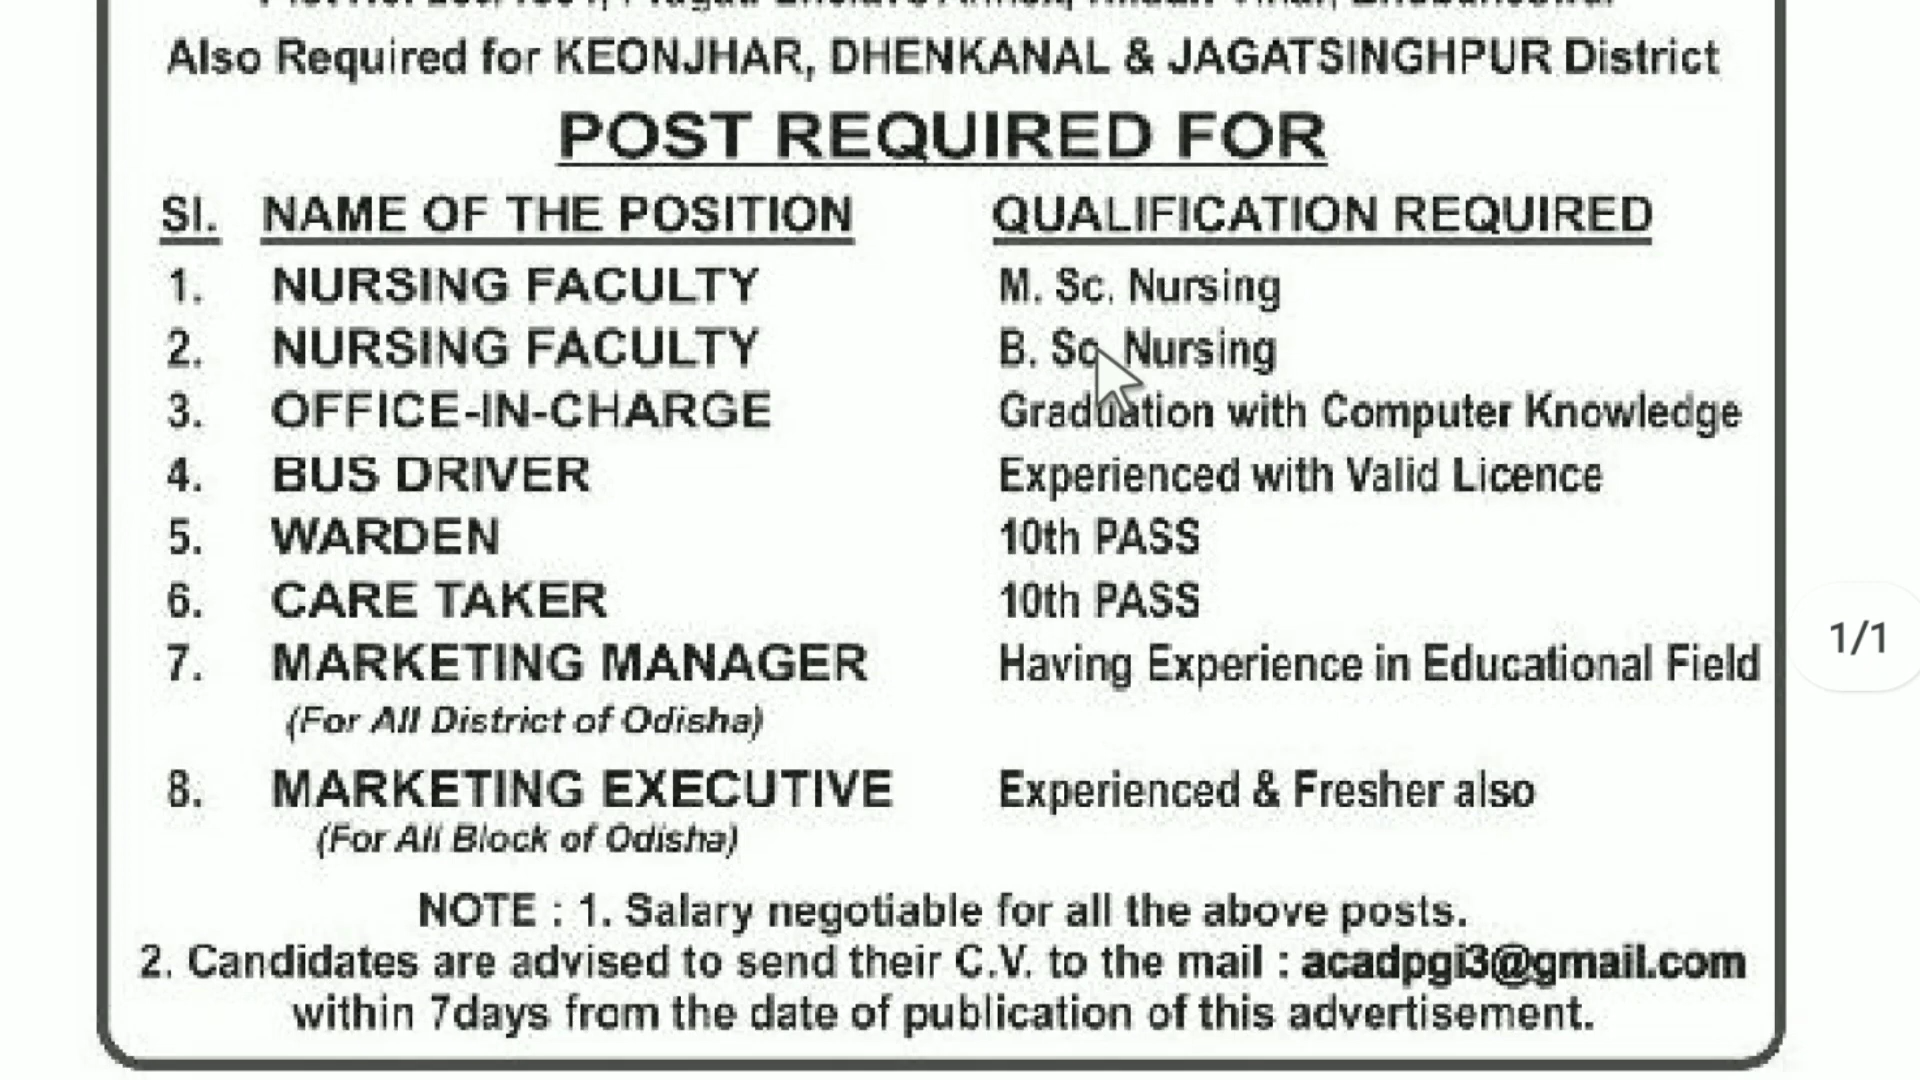 Also Required for KEONJHAR, DHENKANAL & JAGATSINGHPUR District
POST REQUIRED FOR
Sl. NAME OF THE POSITION QUALIFICATION REQUIRED
1. NURSING FACULTY M. Sc. Nursing
2. NURSING FACULTY B. Sc. Nursing
3. OFFICE-IN-CHARGE Graduation with Computer Knowledge
4. BUS DRIVER Experienced with Valid Licence
5. WARDEN 10th PASS
6. CARE TAKER 10th PASS
7. MARKETING MANAGER Having Experience in Educational Field
(For All District of Odisha)
8. MARKETING EXECUTIVE Experienced & Fresher also
(For All Block of Odisha)
NOTE : 1. Salary negotiable for all the above posts.
2. Candidates are advised to send their C.V. to the mail : acadpgi3@gmail.com
within 7days from the date of publication of this advertisement.
1/1